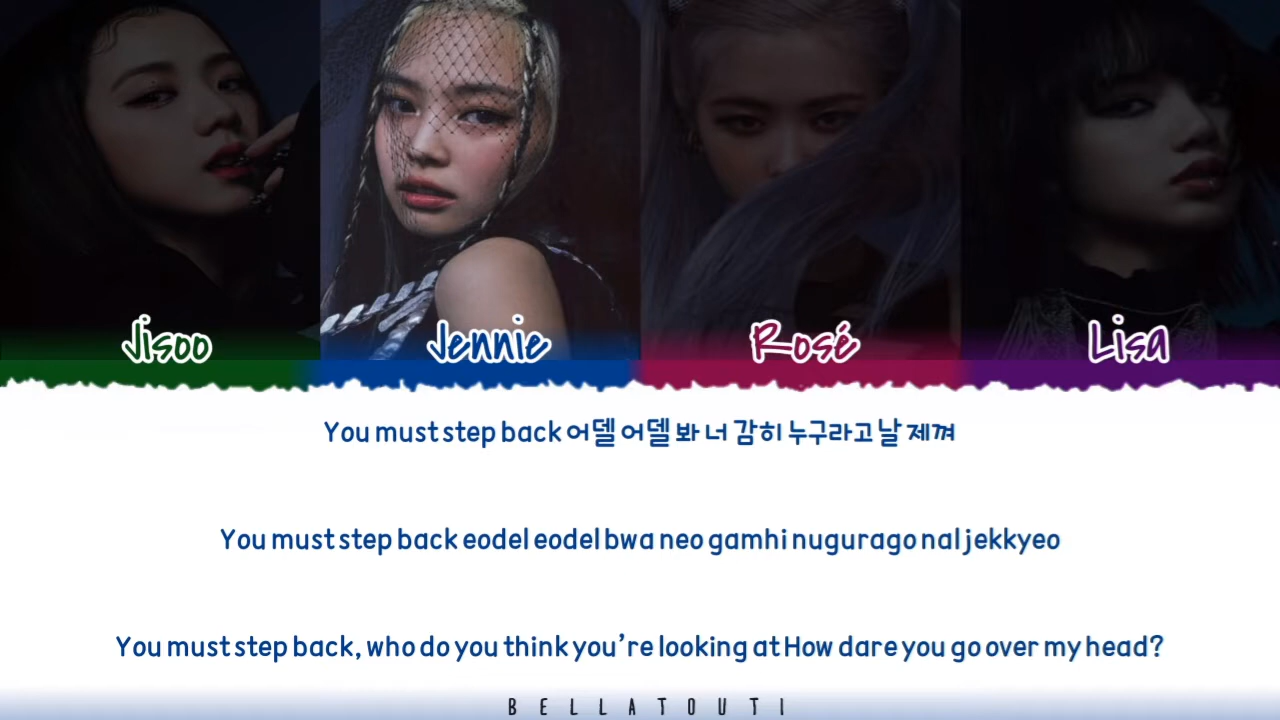 Jisoo Jennie Rosé Lisa
You must step back 어델 어델 봐 너 감히 누구라고 날 제껴
You must step back eodel eodel bwa neo gamhi nugurago nal jekkyeo
You must step back, who do you think you’re looking at How dare you go over my head?
BELLATOUTI